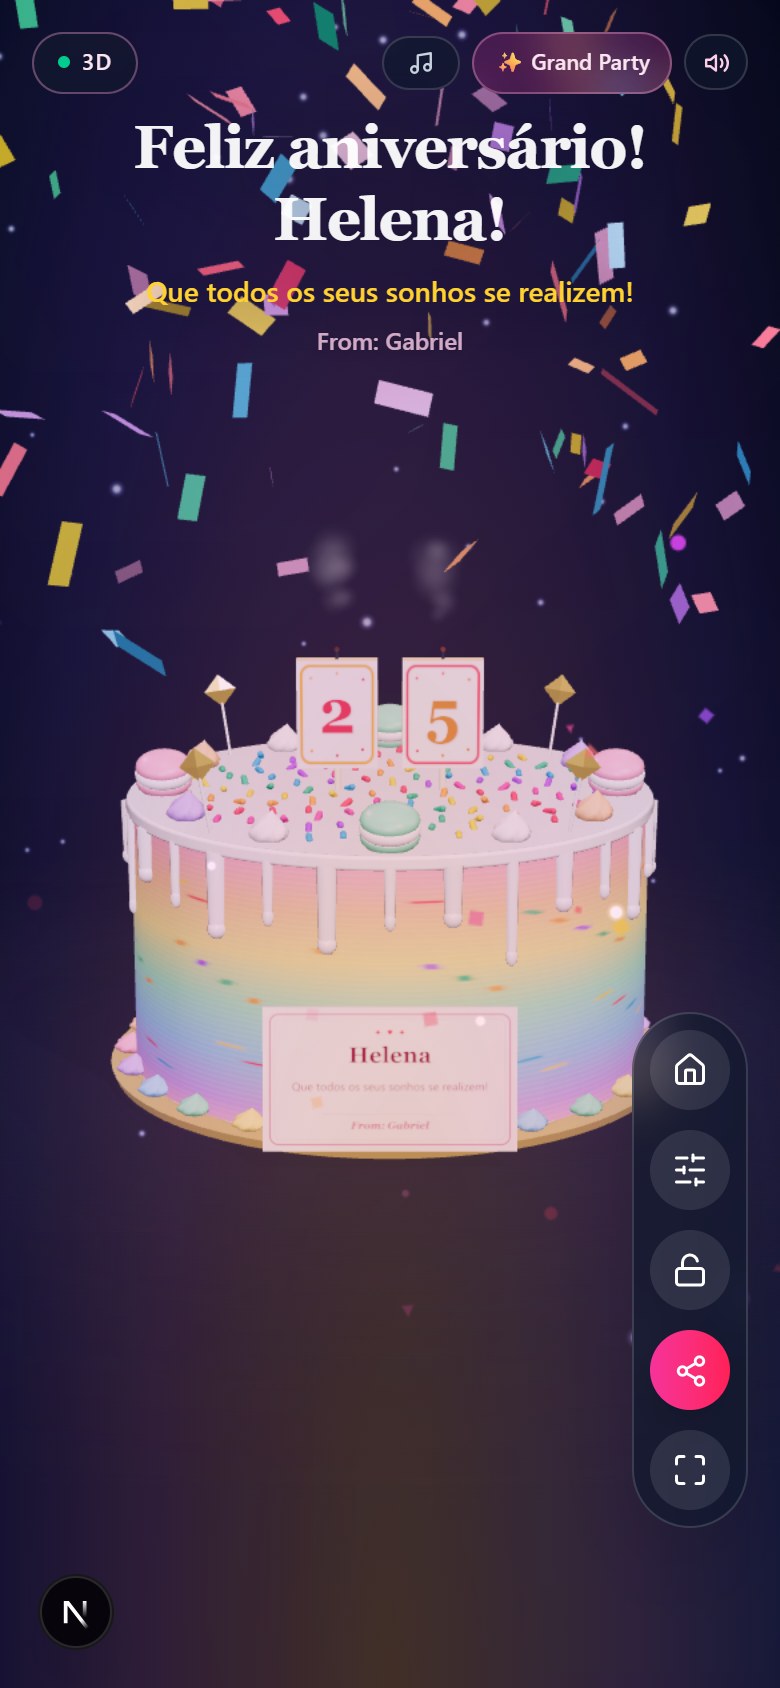 3D
Grand Party
Feliz aniversário!
Helena!
Que todos os seus sonhos se realizem!
From: Gabriel
2 5
Helena
Que todos os seus sonhos se realizem!
From: Gabriel
N